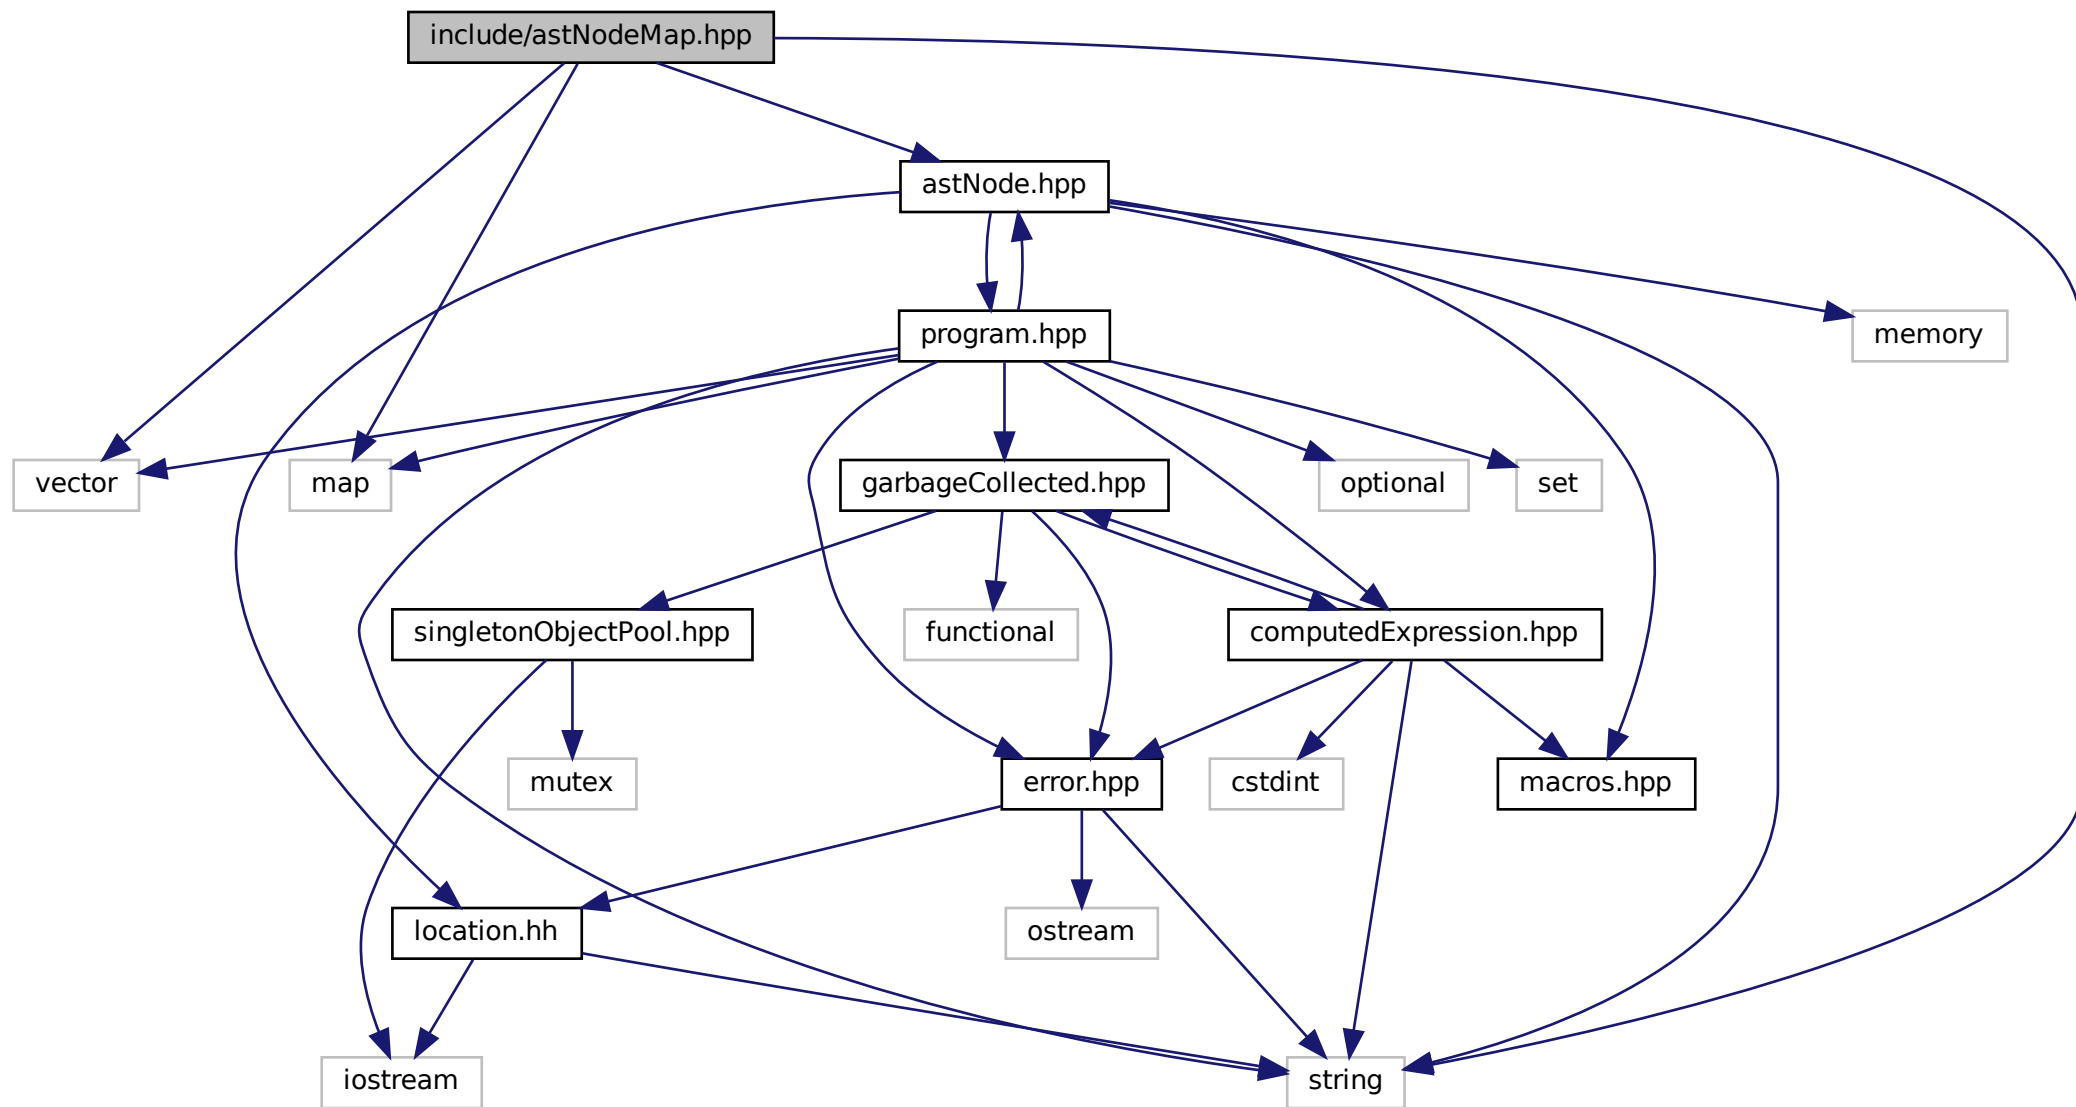 include/astNodeMap.hpp
astNode.hpp
program.hpp
memory
vector
map
garbageCollected.hpp
optional
set
singletonObjectPool.hpp
functional
computedExpression.hpp
mutex
error.hpp
cstdint
macros.hpp
location.hh
ostream
iostream
string